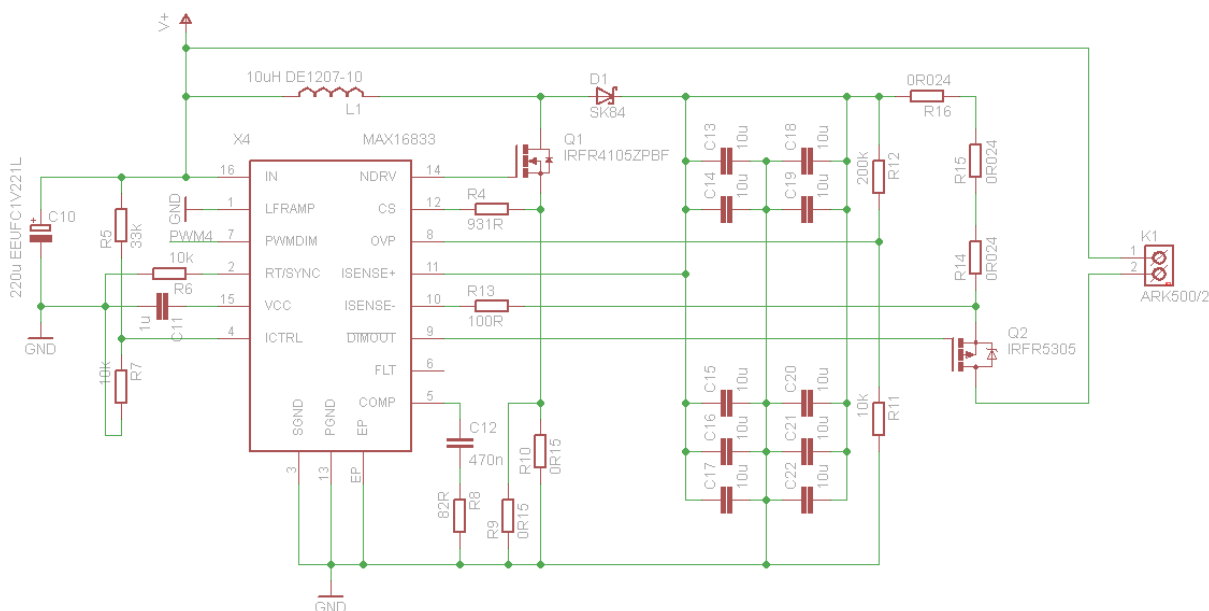 V+
10uH DE1207-10
L1
D1
SK84
0R024
R16
X4
MAX16833
Q1
IRFR4105ZPBF
C13
10u
C18
10u
R12
200k
R15
0R024
16
IN
NDRV
14
GND
1
LFRAMP
CS
12
R4
931R
C14
10u
C19
10u
C10
220u EEUFC1V221L
R5
33k
PWM4
7
PWMDIM
OVP
8
10k
R6
2
RT/SYNC
ISENSE+
11
R14
0R024
K1
1
2
ARK500/2
1u
C11
15
VCC
ISENSE-
10
R13
100R
GND
4
ICTRL
DIMOUT
9
Q2
IRFR5305
10k
R7
FLT
6
C15
10u
C20
10u
COMP
5
10k
R11
SGND
PGND
EP
C12
470n
C16
10u
C21
10u
R10
0R15
3
13
EP
82R
R8
R9
0R15
C17
10u
C22
10u
GND